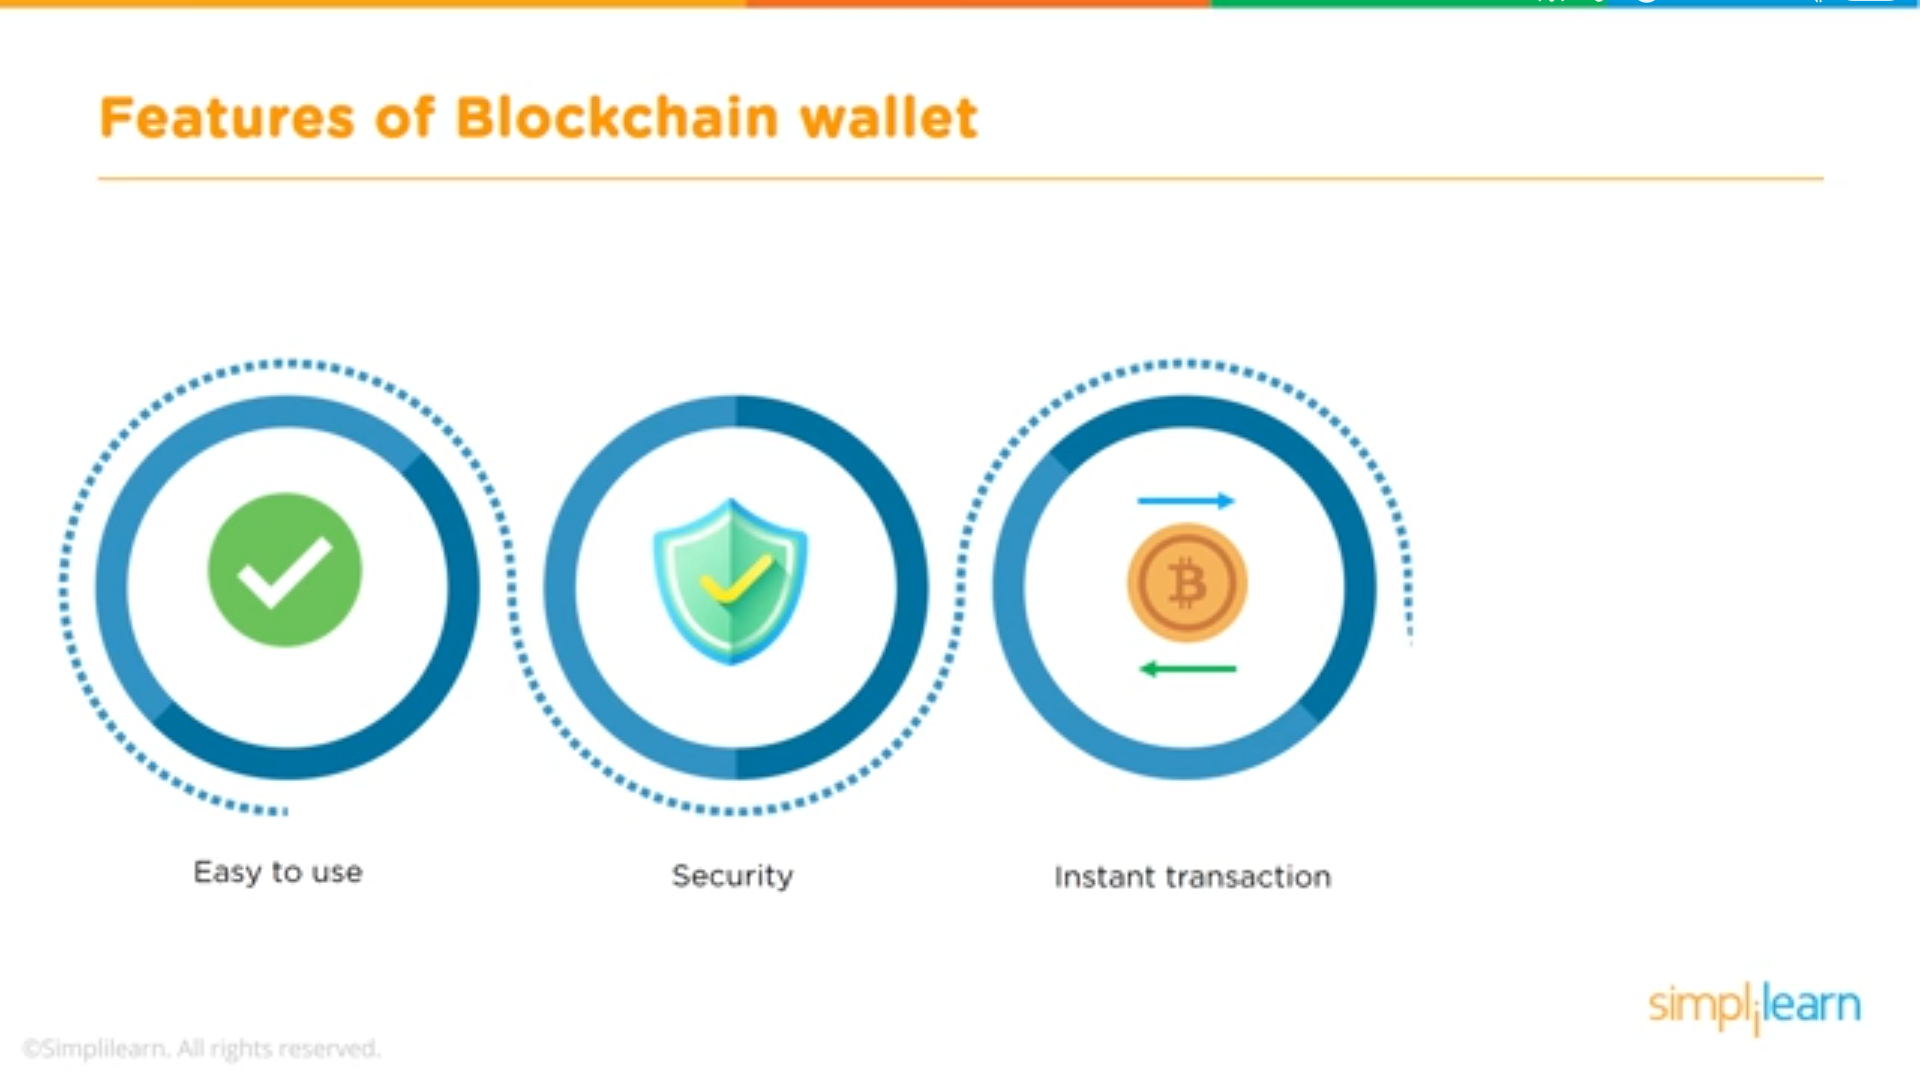 Features of Blockchain wallet
Easy to use
Security
Instant transaction
simplilearn
©Simplilearn. All rights reserved.